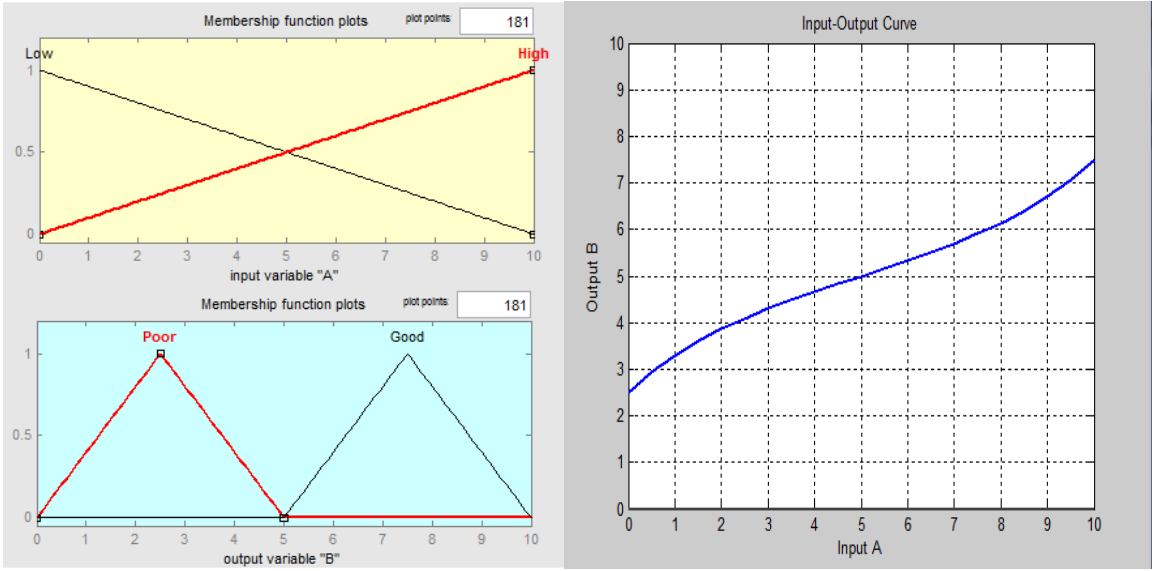 Membership function plots plot points: 181
Low High
1
0.5
0
0 1 2 3 4 5 6 7 8 9 10
input variable "A"
Membership function plots plot points: 181
Poor Good
1
0.5
0
0 1 2 3 4 5 6 7 8 9 10
output variable "B"
Input-Output Curve
10
9
8
7
6
5
4
3
2
1
0
Output B
0 1 2 3 4 5 6 7 8 9 10
Input A